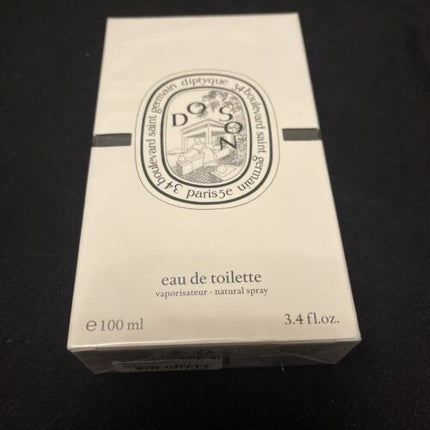 34 boulevard saint germain diptyque 34 boulevard saint germain
DO SON
paris 5e
eau de toilette
vaporisateur - natural spray
e 100 ml
3.4 fl.oz.